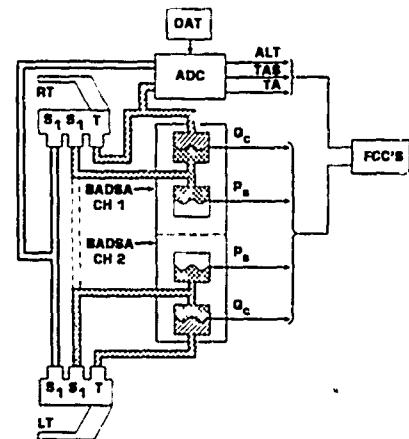 OAT
ADC
ALT
TAS
TA
RT
S1 S1 T
QC
FCC'S
BADSA
CH 1
PS
BADSA
CH 2
PS
QC
S1 S1 T
LT